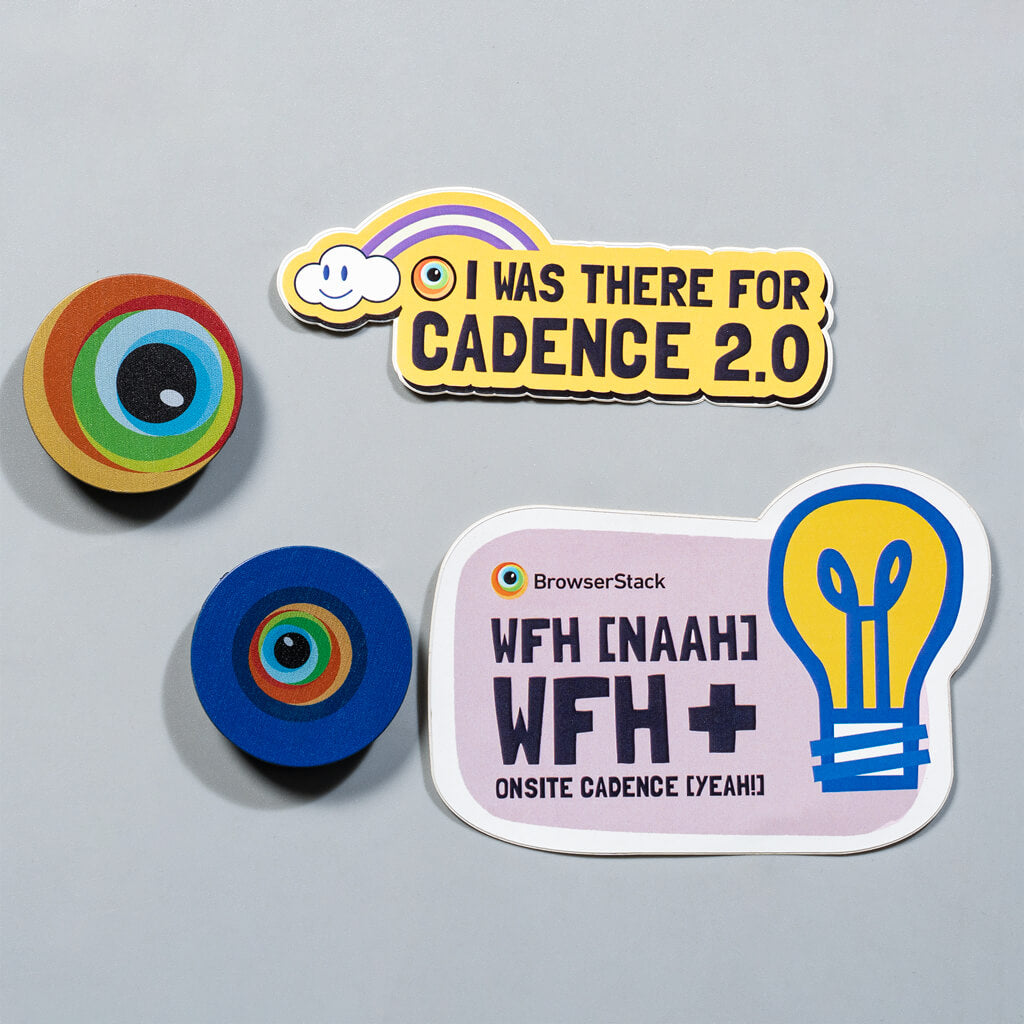 I WAS THERE FOR
CADENCE 2.0
BrowserStack
WFH [NAAH]
WFH +
ONSITE CADENCE [YEAH!]